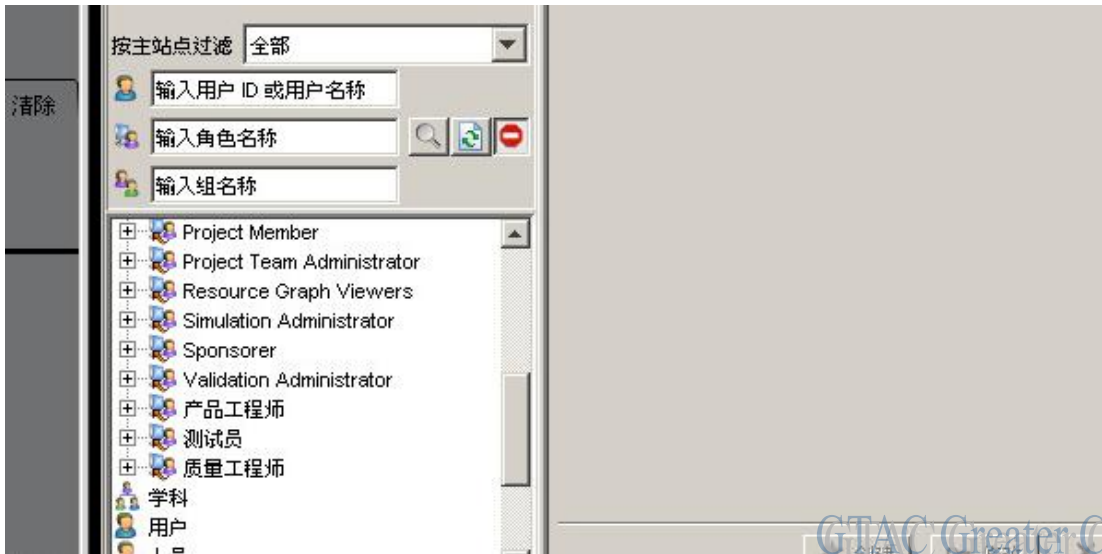 按主站点过滤 全部
输入用户 ID 或用户名称
清除
输入角色名称
输入组名称
Project Member
Project Team Administrator
Resource Graph Viewers
Simulation Administrator
Sponsorer
Validation Administrator
产品工程师
测试员
质量工程师
学科
用户
GTAC Greater C